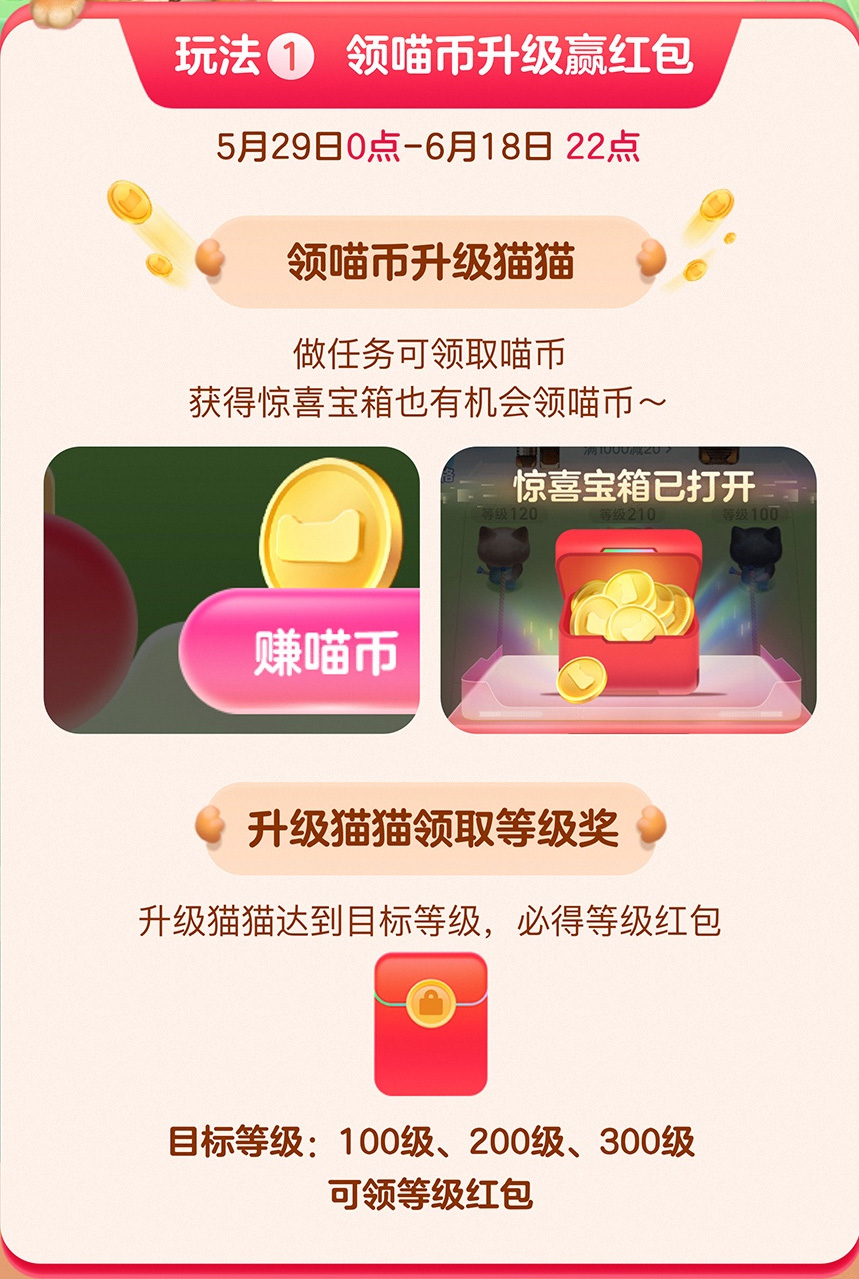 玩法1 领喵币升级赢红包
5月29日0点-6月18日 22点
领喵币升级猫猫
做任务可领取喵币
获得惊喜宝箱也有机会领喵币～
赚喵币
满1000减20 >
惊喜宝箱已打开
等级120 等级210 等级100
升级猫猫领取等级奖
升级猫猫达到目标等级，必得等级红包
目标等级：100级、200级、300级
可领等级红包